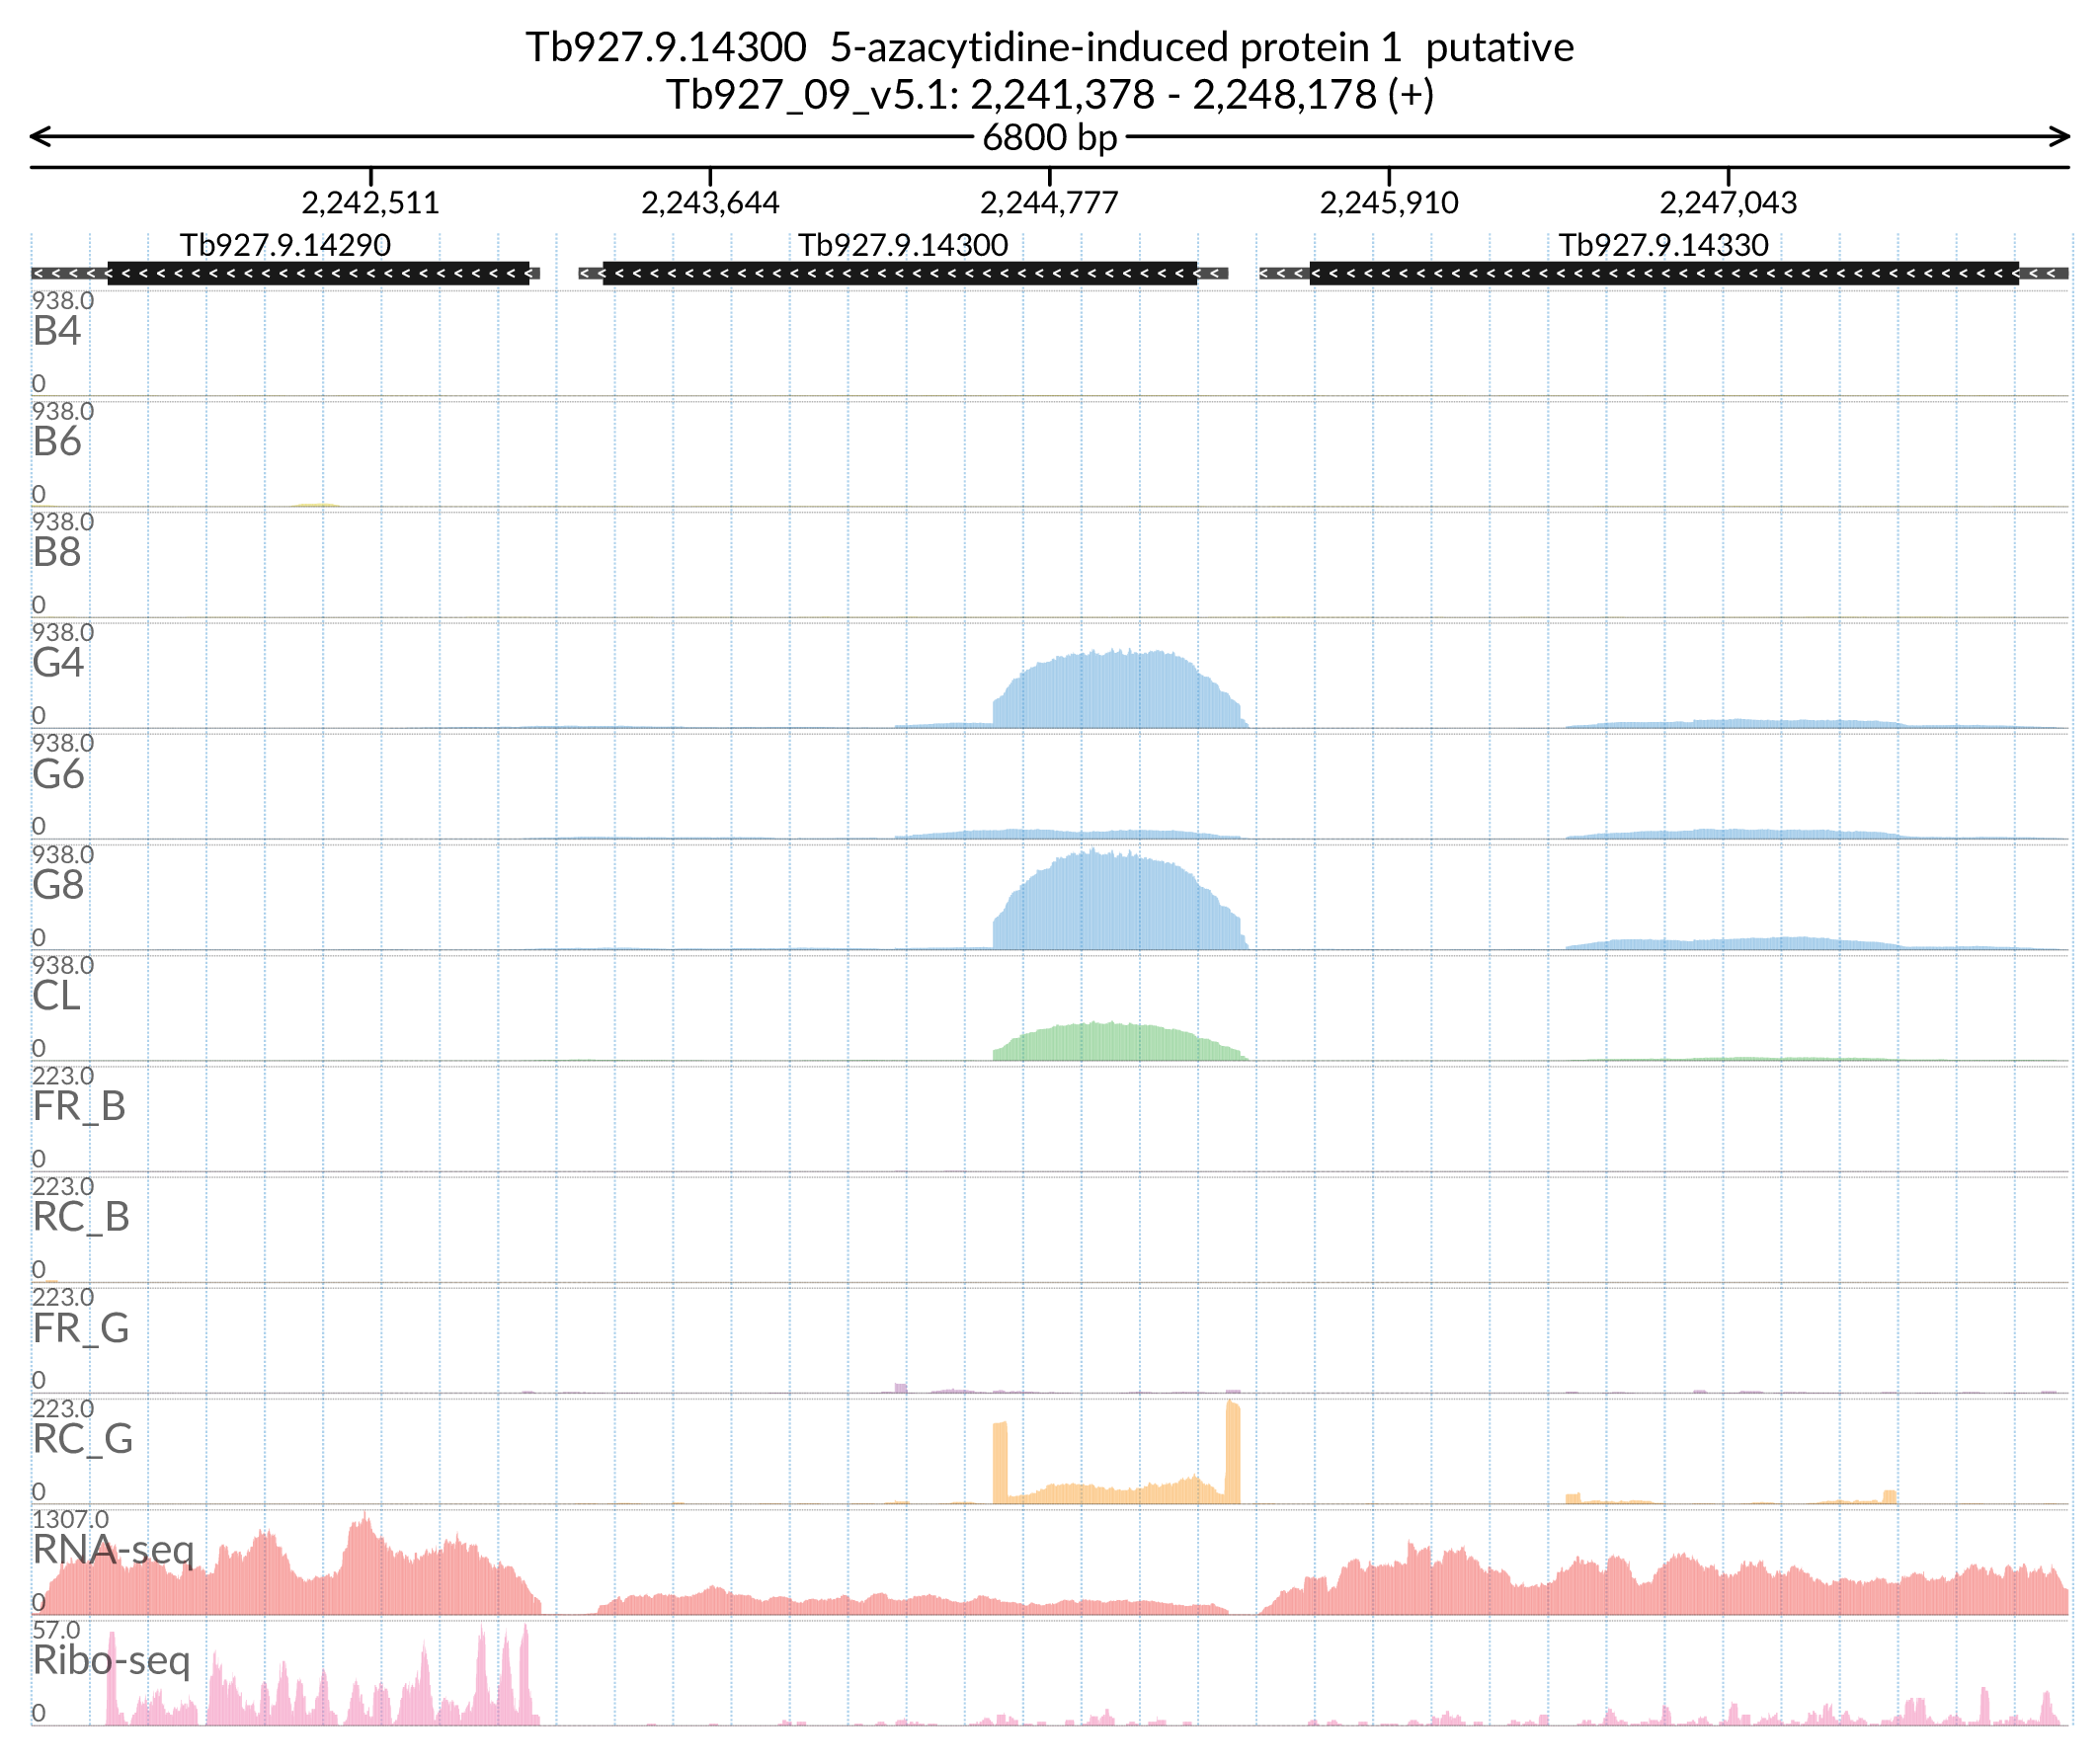 Tb927.9.14300  5-azacytidine-induced protein 1  putative
Tb927_09_v5.1: 2,241,378 - 2,248,178 (+)
6800 bp
2,242,511 2,243,644 2,244,777 2,245,910 2,247,043
Tb927.9.14290 Tb927.9.14300 Tb927.9.14330
938.0
B4
0
938.0
B6
0
938.0
B8
0
938.0
G4
0
938.0
G6
0
938.0
G8
0
938.0
CL
0
223.0
FR_B
0
223.0
RC_B
0
223.0
FR_G
0
223.0
RC_G
0
1307.0
RNA-seq
0
57.0
Ribo-seq
0